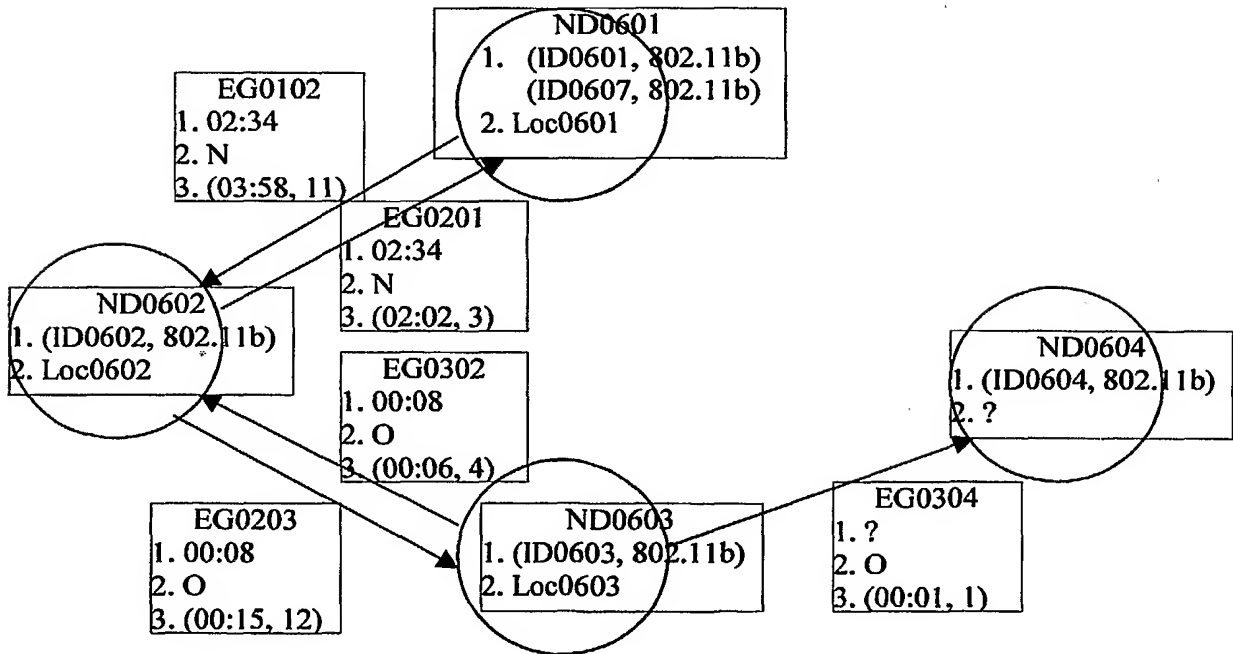 ND0601
1. (ID0601, 802.11b)
(ID0607, 802.11b)
2. Loc0601
EG0102
1. 02:34
2. N
3. (03:58, 11)
EG0201
1. 02:34
2. N
3. (02:02, 3)
ND0602
1. (ID0602, 802.11b)
2. Loc0602
EG0302
1. 00:08
2. O
3. (00:06, 4)
ND0604
1. (ID0604, 802.11b)
2. ?
EG0203
1. 00:08
2. O
3. (00:15, 12)
ND0603
1. (ID0603, 802.11b)
2. Loc0603
EG0304
1. ?
2. O
3. (00:01, 1)